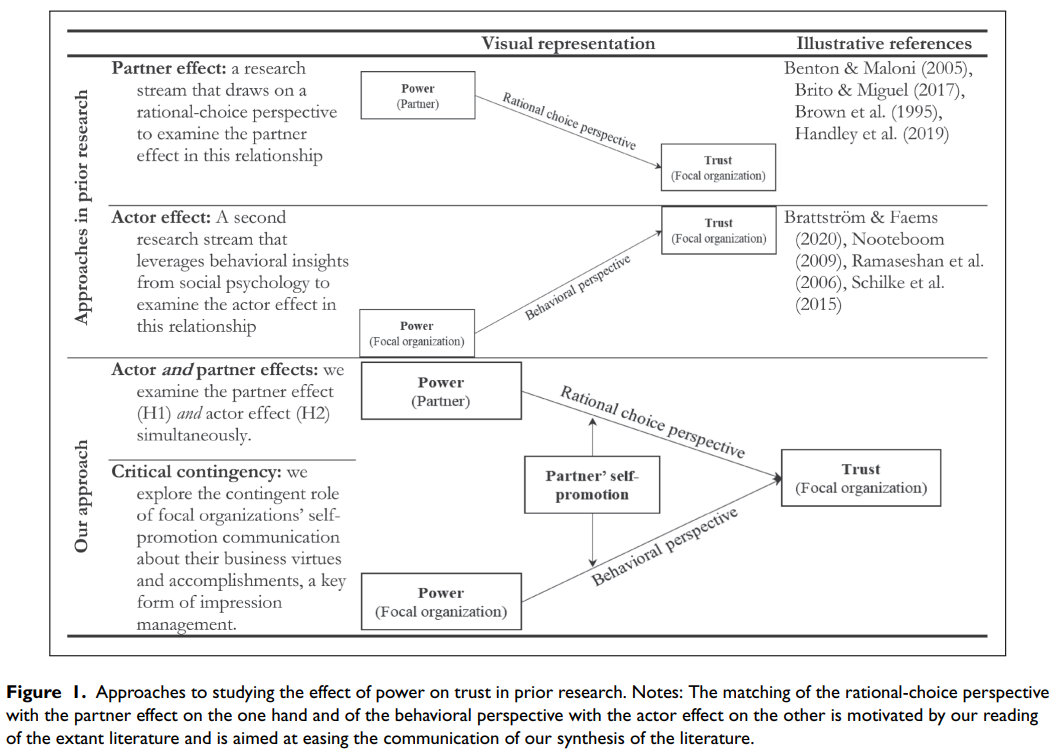 Visual representation
Illustrative references
Approaches in prior research
Partner effect: a research
stream that draws on a
rational-choice perspective
to examine the partner
effect in this relationship
Power
(Partner)
Rational choice perspective
Trust
(Focal organization)
Benton & Maloni (2005),
Brito & Miguel (2017),
Brown et al. (1995),
Handley et al. (2019)
Actor effect: A second
research stream that
leverages behavioral insights
from social psychology to
examine the actor effect in
this relationship
Trust
(Focal organization)
Behavioral perspective
Power
(Focal organization)
Brattström & Faems
(2020), Nooteboom
(2009), Ramaseshan et al.
(2006), Schilke et al.
(2015)
Our approach
Actor and partner effects: we
examine the partner effect
(H1) and actor effect (H2)
simultaneously.
Critical contingency: we
explore the contingent role
of focal organizations' self-
promotion communication
about their business virtues
and accomplishments, a key
form of impression
management.
Power
(Partner)
Rational choice perspective
Partner' self-
promotion
Trust
(Focal organization)
Behavioral perspective
Power
(Focal organization)
Figure 1. Approaches to studying the effect of power on trust in prior research. Notes: The matching of the rational-choice perspective
with the partner effect on the one hand and of the behavioral perspective with the actor effect on the other is motivated by our reading
of the extant literature and is aimed at easing the communication of our synthesis of the literature.